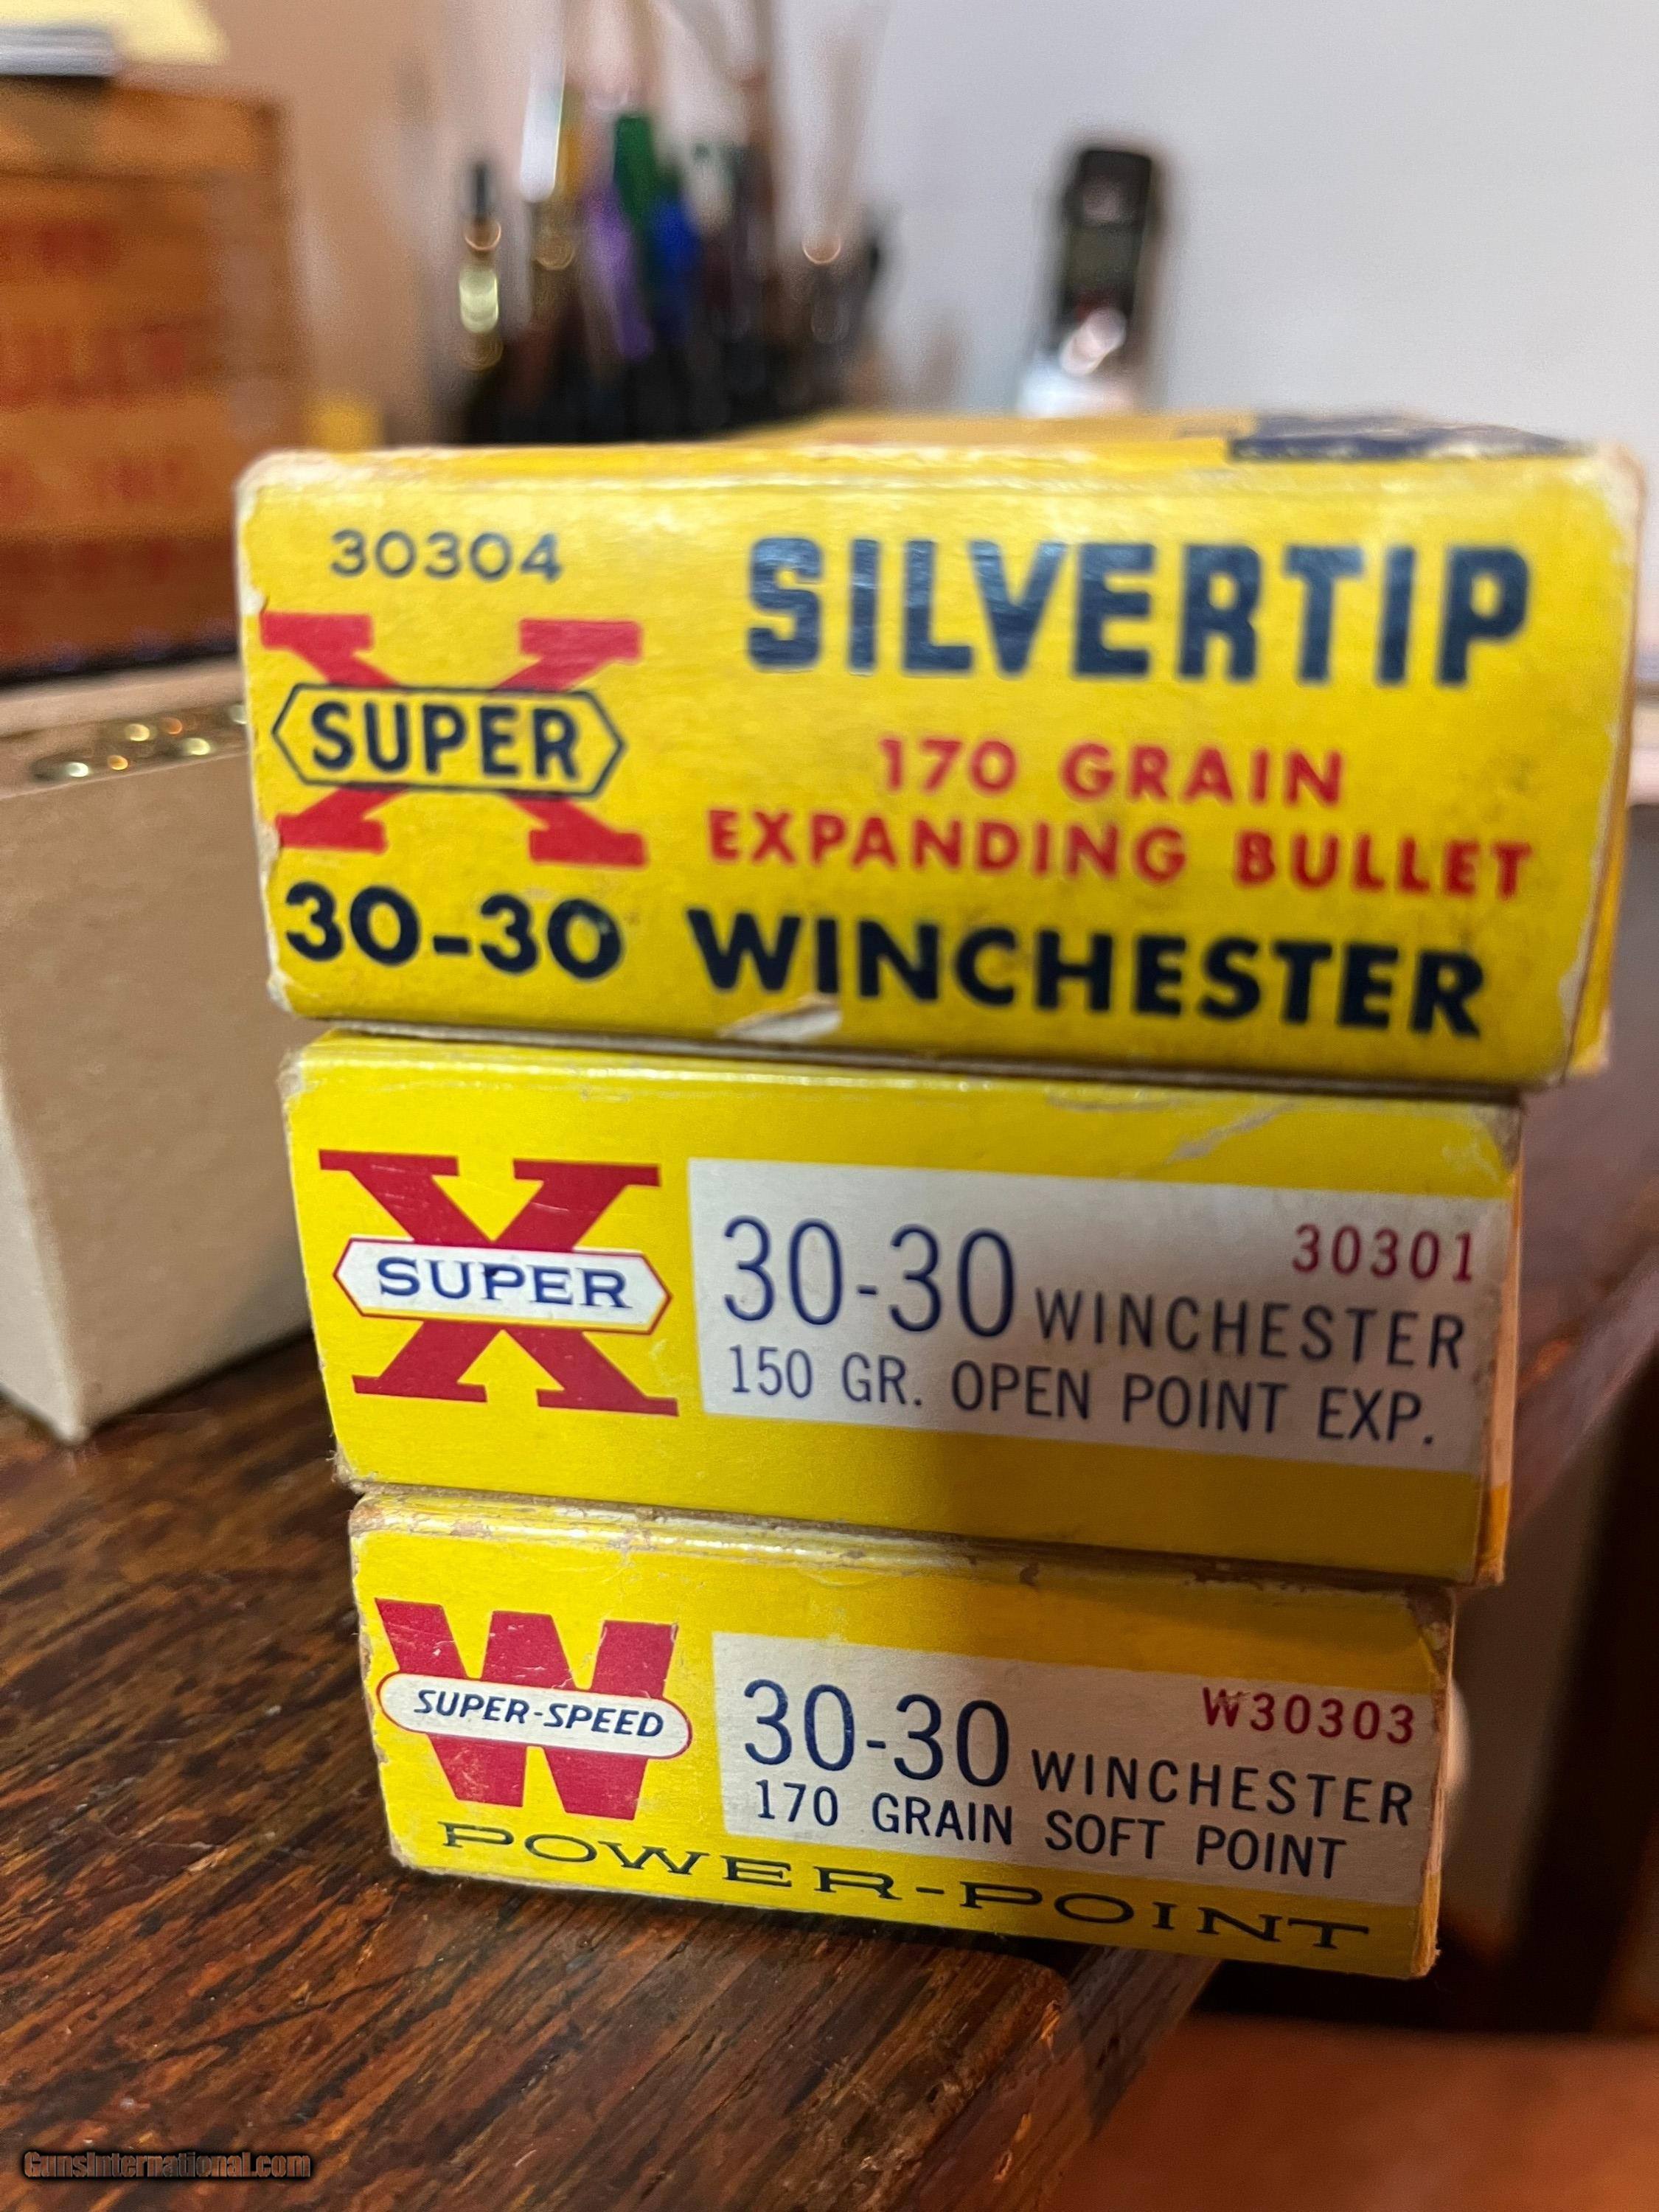 30304
SILVERTIP
X
SUPER
170 GRAIN
EXPANDING BULLET
30-30 WINCHESTER
X
SUPER
30301
30-30 WINCHESTER
150 GR. OPEN POINT EXP.
W
SUPER-SPEED
W30303
30-30 WINCHESTER
170 GRAIN SOFT POINT
POWER-POINT
GunsInternational.com